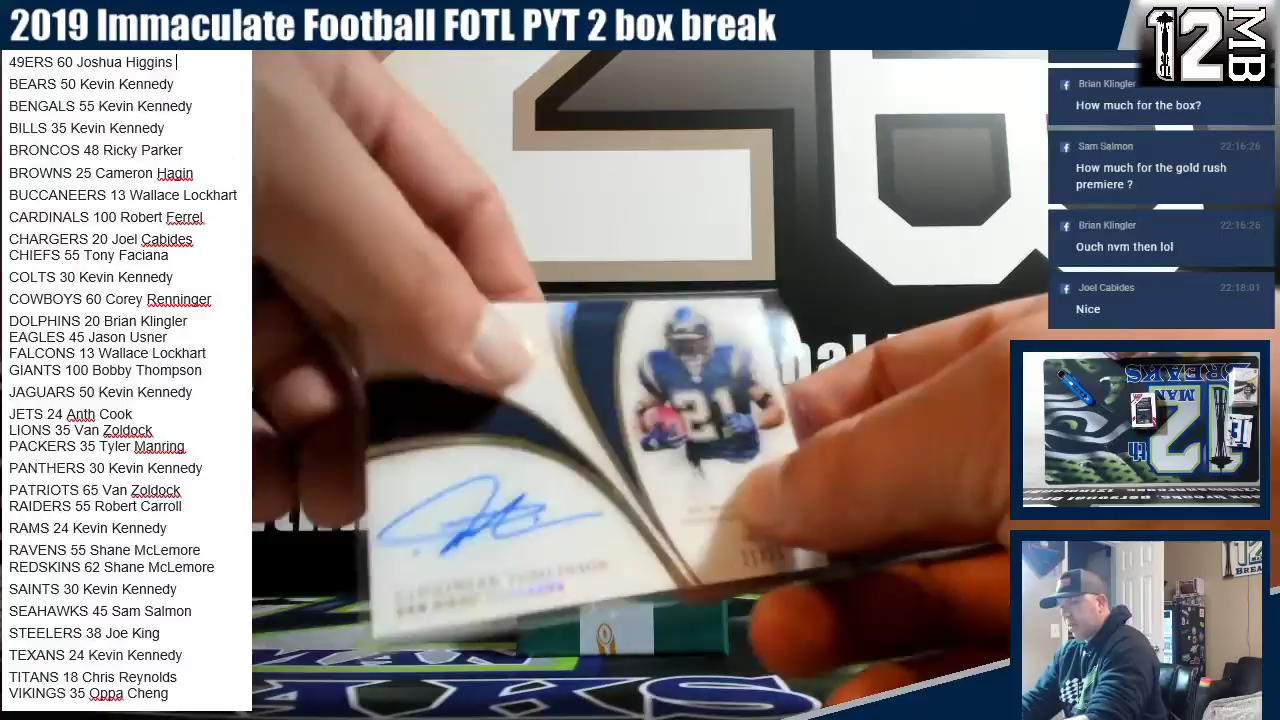 2019 Immaculate Football FOTL PYT 2 box break
12
MB
49ERS 60 Joshua Higgins
BEARS 50 Kevin Kennedy
BENGALS 55 Kevin Kennedy
BILLS 35 Kevin Kennedy
BRONCOS 48 Ricky Parker
BROWNS 25 Cameron Hagin
BUCCANEERS 13 Wallace Lockhart
CARDINALS 100 Robert Ferrel
CHARGERS 20 Joel Cabides
CHIEFS 55 Tony Faciana
COLTS 30 Kevin Kennedy
COWBOYS 60 Corey Renninger
DOLPHINS 20 Brian Klingler
EAGLES 45 Jason Usner
FALCONS 13 Wallace Lockhart
GIANTS 100 Bobby Thompson
JAGUARS 50 Kevin Kennedy
JETS 24 Anth Cook
LIONS 35 Van Zoldock
PACKERS 35 Tyler Manring
PANTHERS 30 Kevin Kennedy
PATRIOTS 65 Van Zoldock
RAIDERS 55 Robert Carroll
RAMS 24 Kevin Kennedy
RAVENS 55 Shane McLemore
REDSKINS 62 Shane McLemore
SAINTS 30 Kevin Kennedy
SEAHAWKS 45 Sam Salmon
STEELERS 38 Joe King
TEXANS 24 Kevin Kennedy
TITANS 18 Chris Reynolds
VIKINGS 35 Oppa Cheng
21
Brian Klingler
How much for the box?
Sam Salmon 22:16:26
How much for the gold rush
premiere ?
Brian Klingler 22:16:26
Ouch nvm then lol
Joel Cabides 22:18:01
Nice
BREAKS
MAN
12
12